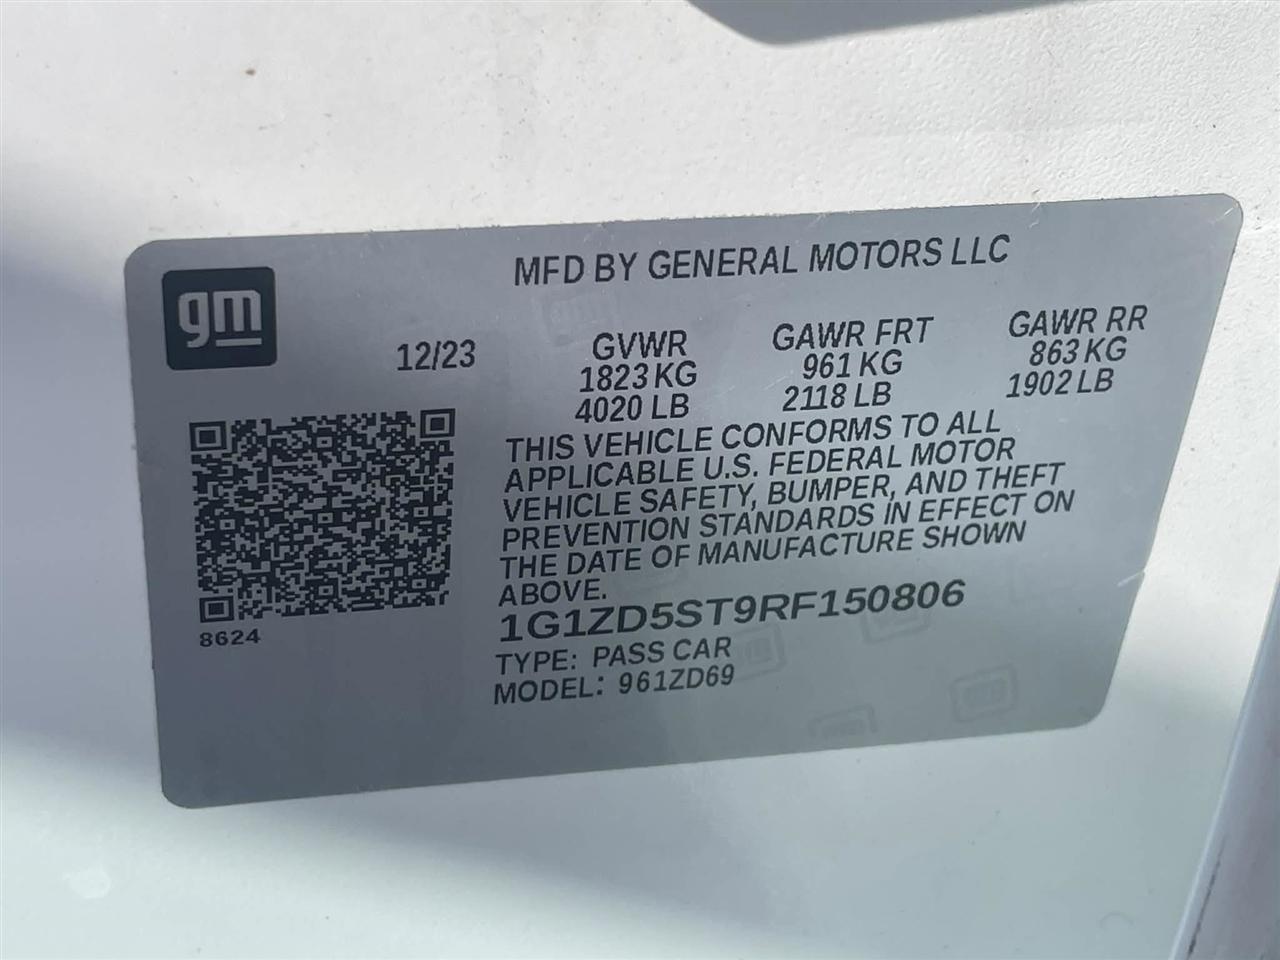 gm
MFD BY GENERAL MOTORS LLC
12/23
GVWR
1823 KG
4020 LB
GAWR FRT
961 KG
2118 LB
GAWR RR
863 KG
1902 LB
THIS VEHICLE CONFORMS TO ALL
APPLICABLE U.S. FEDERAL MOTOR
VEHICLE SAFETY, BUMPER, AND THEFT
PREVENTION STANDARDS IN EFFECT ON
THE DATE OF MANUFACTURE SHOWN
ABOVE.
1G1ZD5ST9RF150806
TYPE: PASS CAR
MODEL: 961ZD69
8624